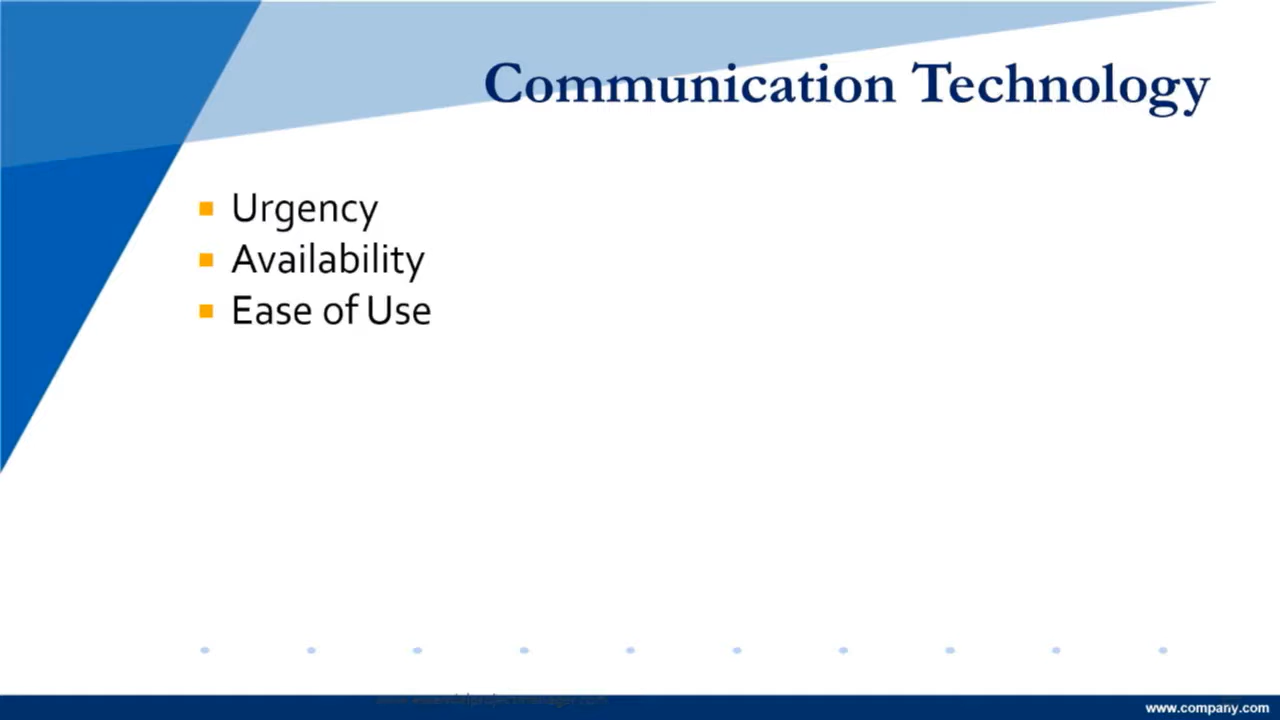 Communication Technology
Urgency
Availability
Ease of Use
www.company.com